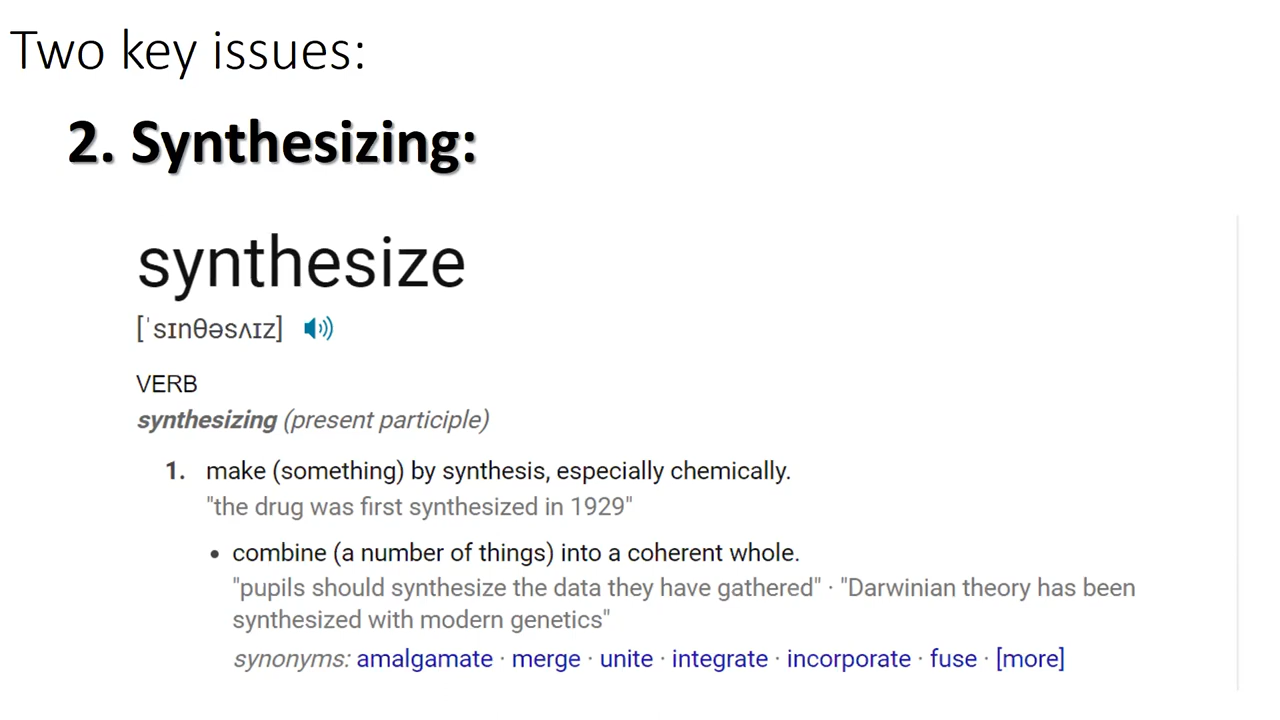 Two key issues:
2. Synthesizing:
synthesize
[ˈsɪnθəsʌɪz]
VERB
synthesizing (present participle)
1. make (something) by synthesis, especially chemically.
"the drug was first synthesized in 1929"
• combine (a number of things) into a coherent whole.
"pupils should synthesize the data they have gathered" · "Darwinian theory has been
synthesized with modern genetics"
synonyms: amalgamate · merge · unite · integrate · incorporate · fuse · [more]